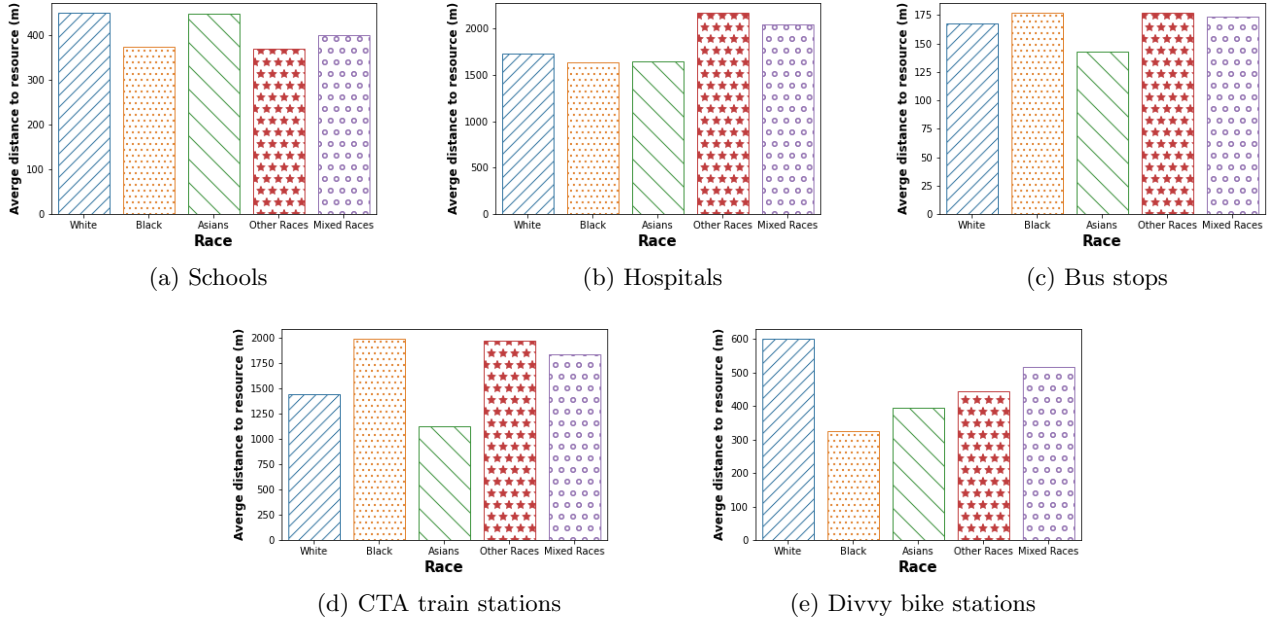 Averge distance to resource (m)
400
300
200
100
0
White Black Asians Other Races Mixed Races
Race
(a) Schools
Averge distance to resource (m)
2000
1500
1000
500
0
White Black Asians Other Races Mixed Races
Race
(b) Hospitals
Averge distance to resource (m)
175
150
125
100
75
50
25
0
White Black Asians Other Races Mixed Races
Race
(c) Bus stops
Averge distance to resource (m)
2000
1750
1500
1250
1000
750
500
250
0
White Black Asians Other Races Mixed Races
Race
(d) CTA train stations
Averge distance to resource (m)
600
500
400
300
200
100
0
White Black Asians Other Races Mixed Races
Race
(e) Divvy bike stations